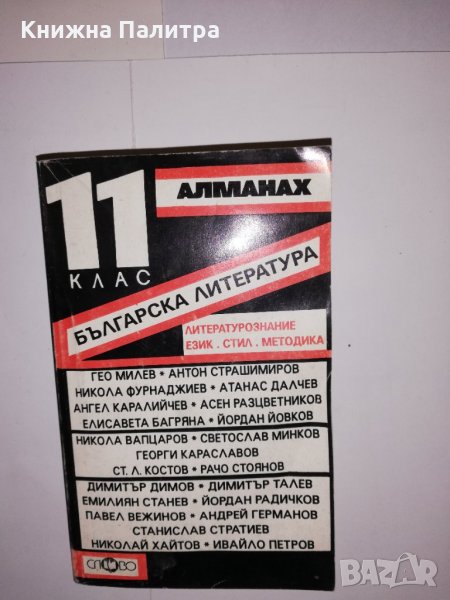 Книжна Палитра
11
КЛАС
АЛМАНАХ
БЪЛГАРСКА ЛИТЕРАТУРА
ЛИТЕРАТУРОЗНАНИЕ
ЕЗИК . СТИЛ . МЕТОДИКА
ГЕО МИЛЕВ * АНТОН СТРАШИМИРОВ
НИКОЛА ФУРНАДЖИЕВ * АТАНАС ДАЛЧЕВ
АНГЕЛ КАРАЛИЙЧЕВ * АСЕН РАЗЦВЕТНИКОВ
ЕЛИСАВЕТА БАГРЯНА * ЙОРДАН ЙОВКОВ
НИКОЛА ВАПЦАРОВ * СВЕТОСЛАВ МИНКОВ
ГЕОРГИ КАРАСЛАВОВ
СТ. Л. КОСТОВ * РАЧО СТОЯНОВ
ДИМИТЪР ДИМОВ * ДИМИТЪР ТАЛЕВ
ЕМИЛИЯН СТАНЕВ * ЙОРДАН РАДИЧКОВ
ПАВЕЛ ВЕЖИНОВ * АНДРЕЙ ГЕРМАНОВ
СТАНИСЛАВ СТРАТИЕВ
НИКОЛАЙ ХАЙТОВ * ИВАЙЛО ПЕТРОВ
СЛОВО
BAZAR